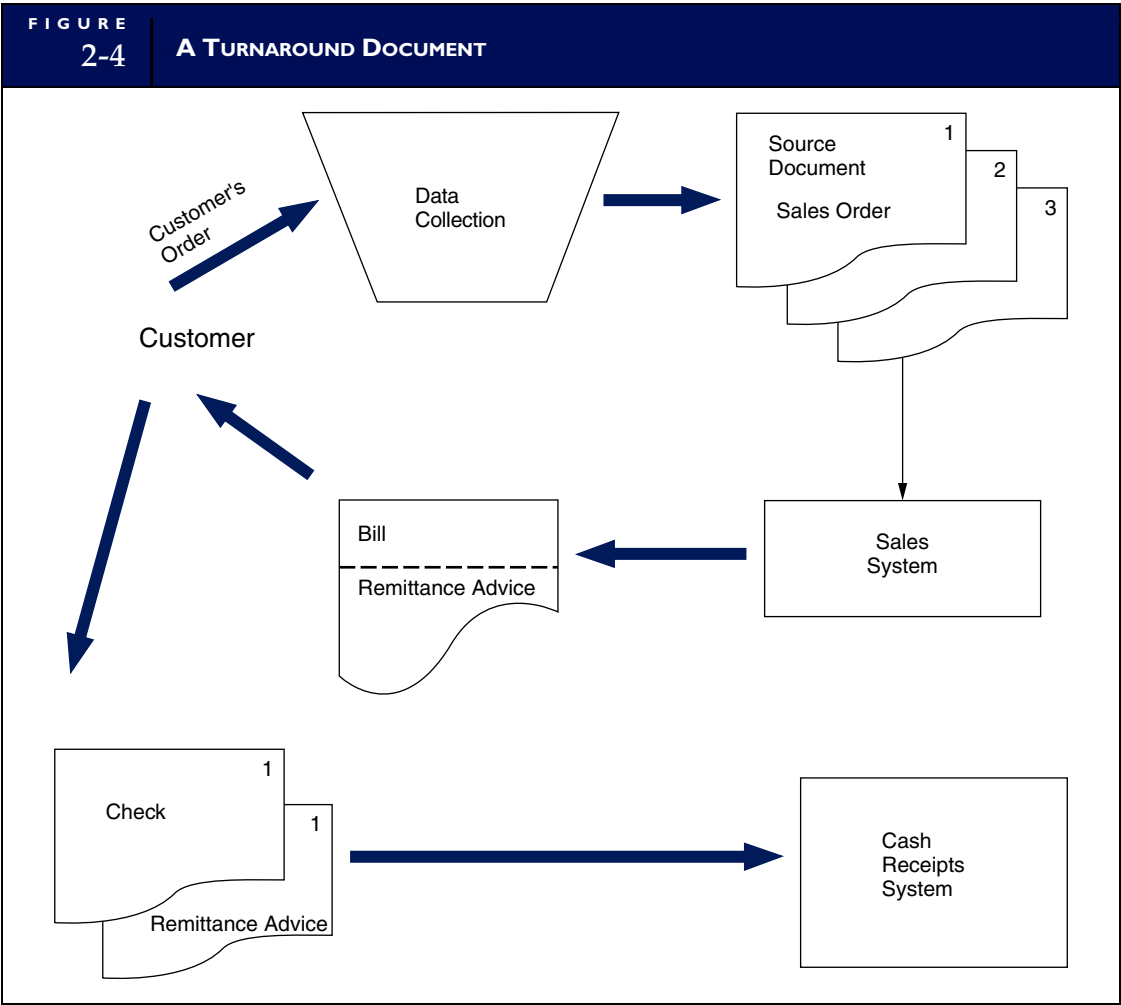 FIGURE
2-4
A TURNAROUND DOCUMENT
Customer's
Order
Data
Collection
Source
Document
Sales Order
1
2
3
Customer
Bill
Remittance Advice
Sales
System
Check
1
1
Remittance Advice
Cash
Receipts
System